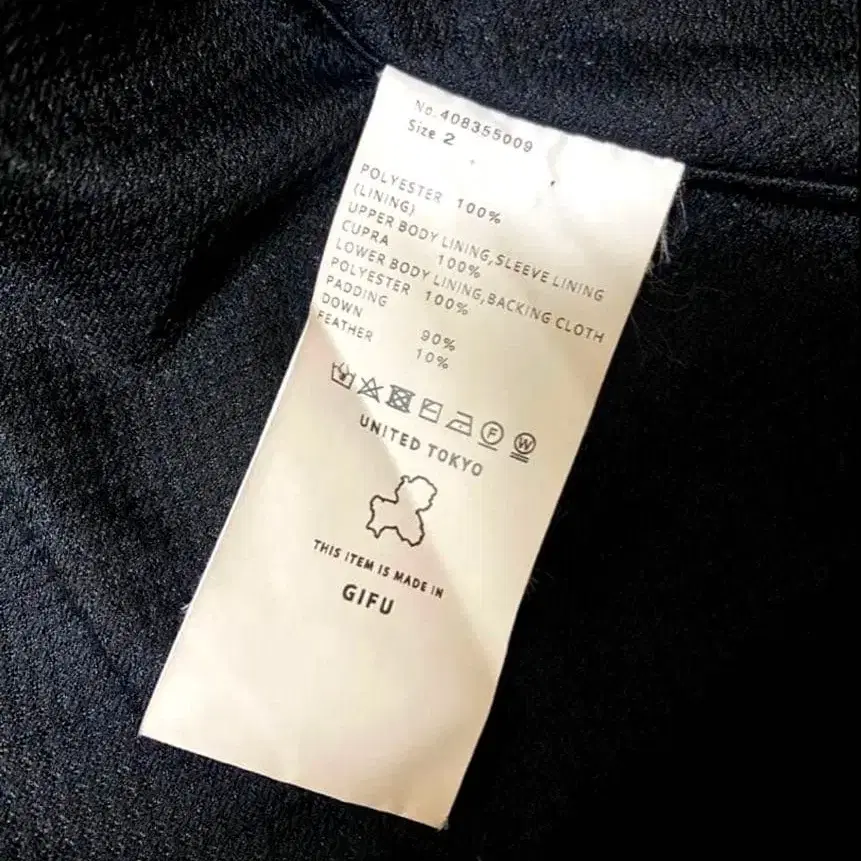 No.408355009
Size 2
POLYESTER 100%
(LINING)
UPPER BODY LINING,SLEEVE LINING
CUPRA 100%
LOWER BODY LINING,BACKING CLOTH
POLYESTER 100%
PADDING
DOWN 90%
FEATHER 10%
F W
UNITED TOKYO
THIS ITEM IS MADE IN
GIFU